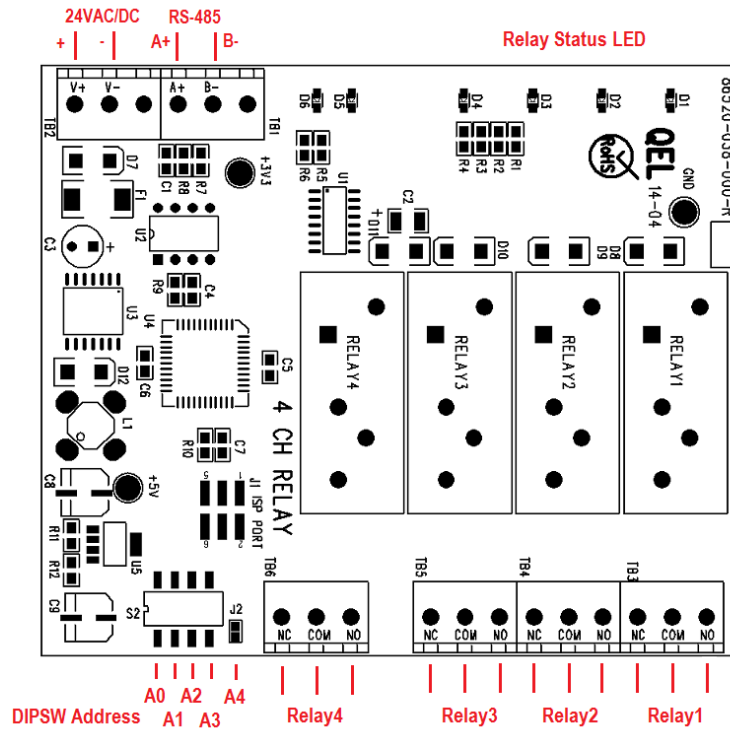 24VAC/DC RS-485
+ - A+ B- Relay Status LED
V+ V- A+ B-
TB2 TB1 D6 D5 D4 D3 D2 D1
D7 C1 R8 R7 +3V3 R6 R5 R4 R3 R2 R1 RoHS QEL
14-04 GND
F1 U1
C3 + U2 + D11 C2 D10 D9 D8
U3 U4 R9 C4
RELAY4 RELAY3 RELAY2 RELAY1
D12 C6 C5
L1
R10 C7 4 CH RELAY
C8 +5V 5 1 J1 ISP PORT
6 2
R11 R12 U5
TB6 TB5 TB4 TB3
C9 S2 J2
NC COM NO NC COM NO NC COM NO NC COM NO
A0 A2 A4
A1 A3
DIPSW Address Relay4 Relay3 Relay2 Relay1